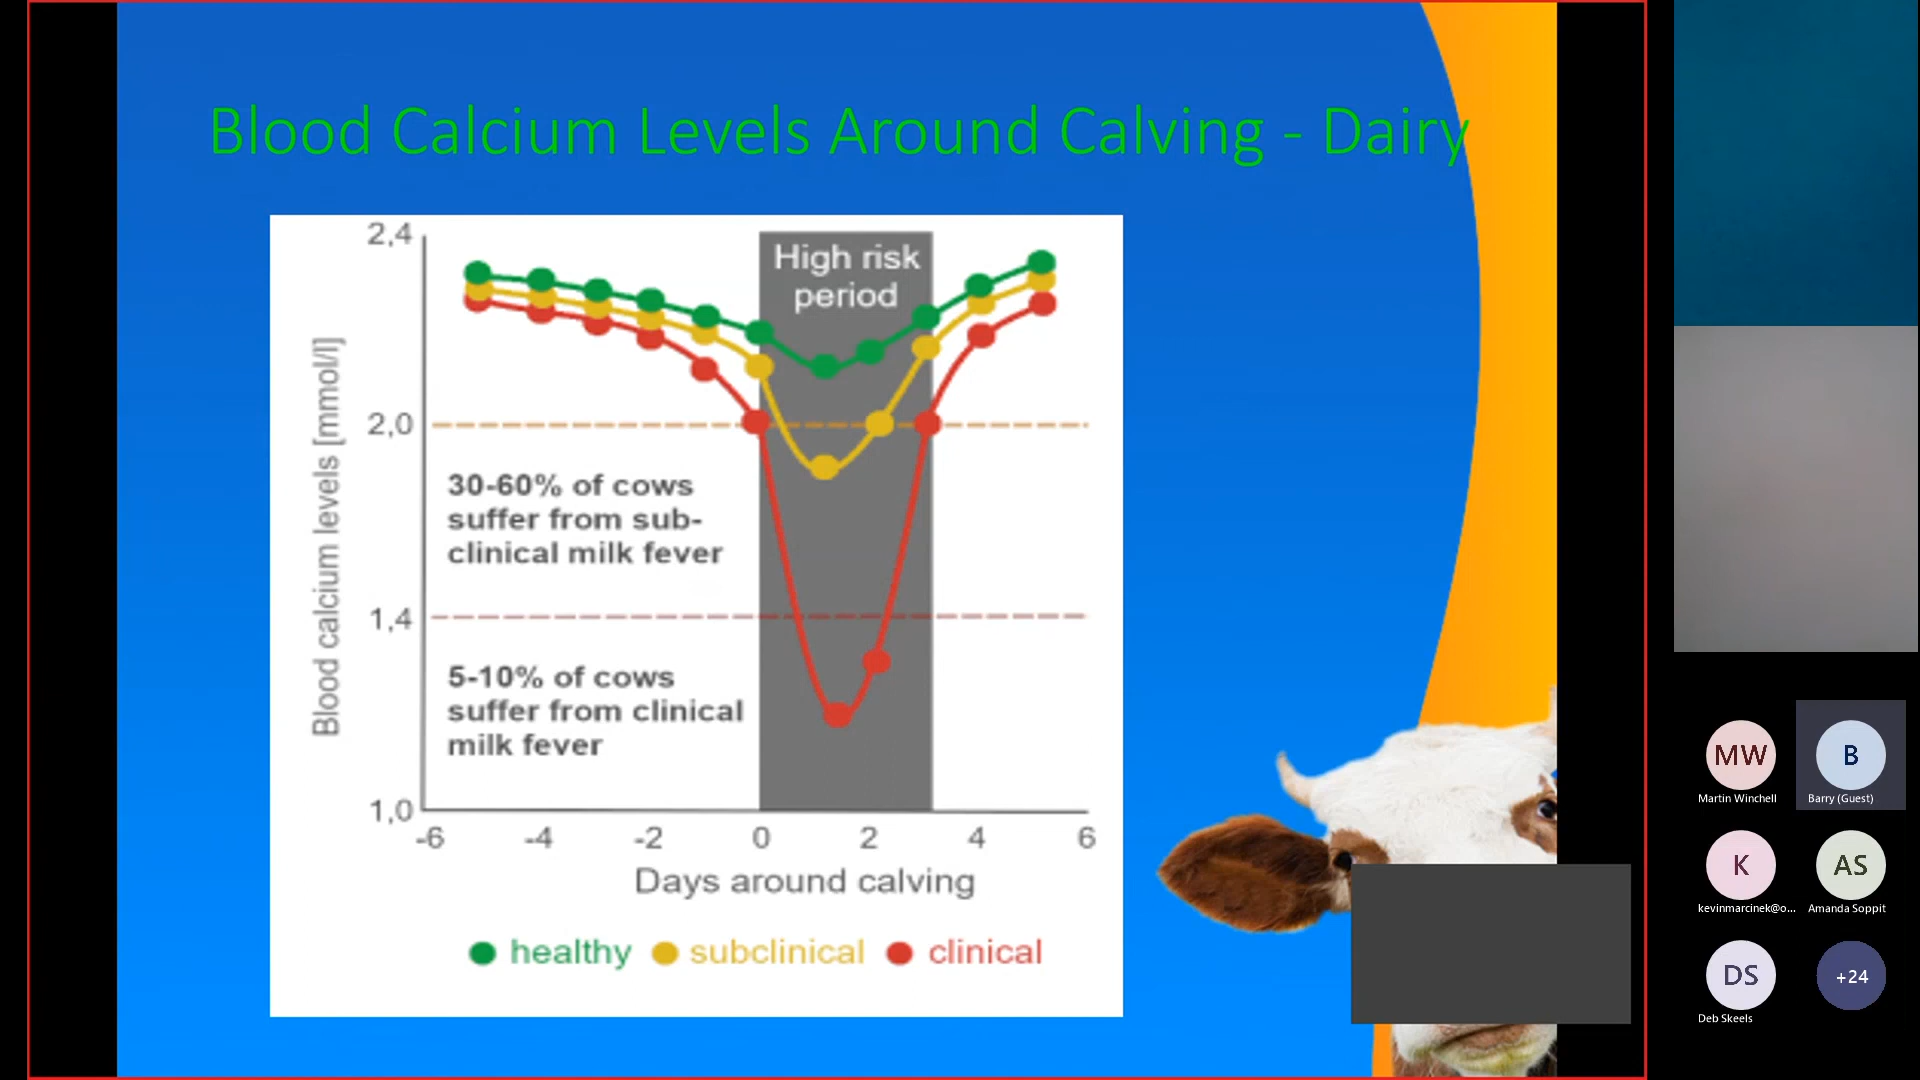 Blood Calcium Levels Around Calving - Dairy
2,4
High risk
period
Blood calcium levels [mmol/l]
2,0
30-60% of cows
suffer from sub-
clinical milk fever
1,4
5-10% of cows
suffer from clinical
milk fever
1,0
-6 -4 -2 0 2 4 6
Days around calving
healthy subclinical clinical
MW
Martin Winchell
B
Barry (Guest)
K
kevinmarcinek@o...
AS
Amanda Soppit
DS
Deb Skeels
+24